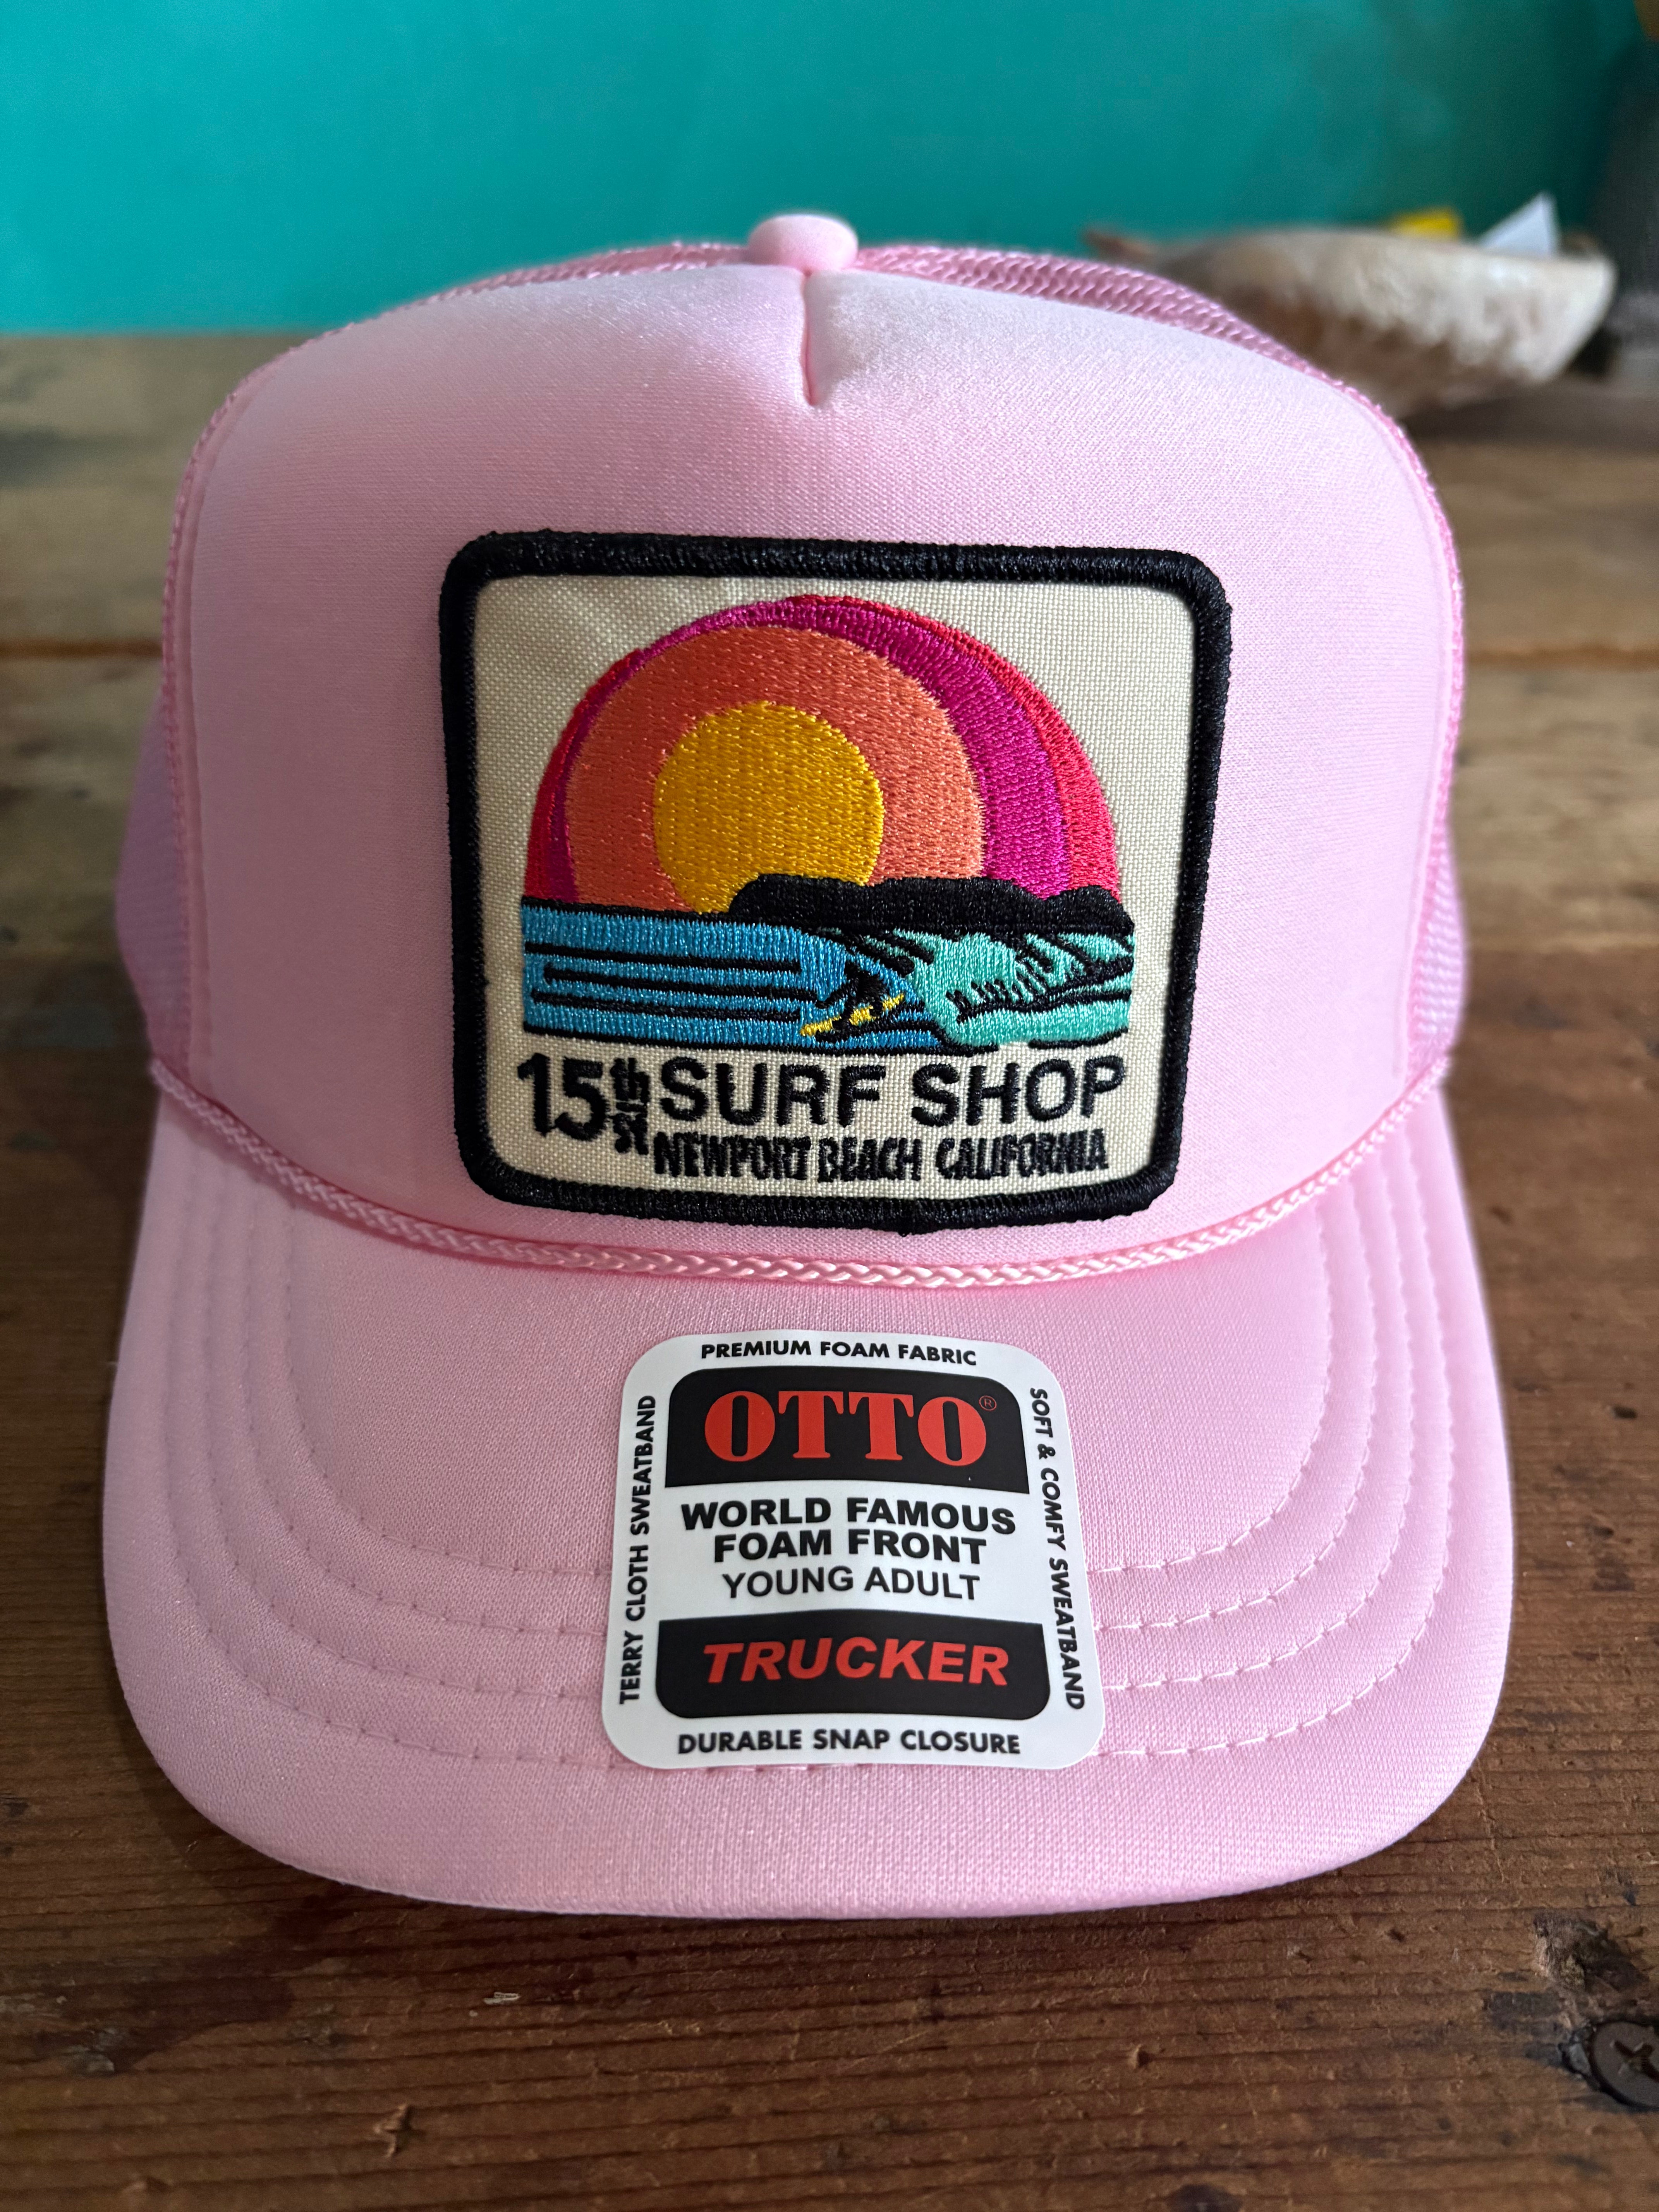 15th St. SURF SHOP
NEWPORT BEACH CALIFORNIA
PREMIUM FOAM FABRIC
TERRY CLOTH SWEATBAND
OTTO®
WORLD FAMOUS
FOAM FRONT
YOUNG ADULT
TRUCKER
SOFT & COMFY SWEATBAND
DURABLE SNAP CLOSURE